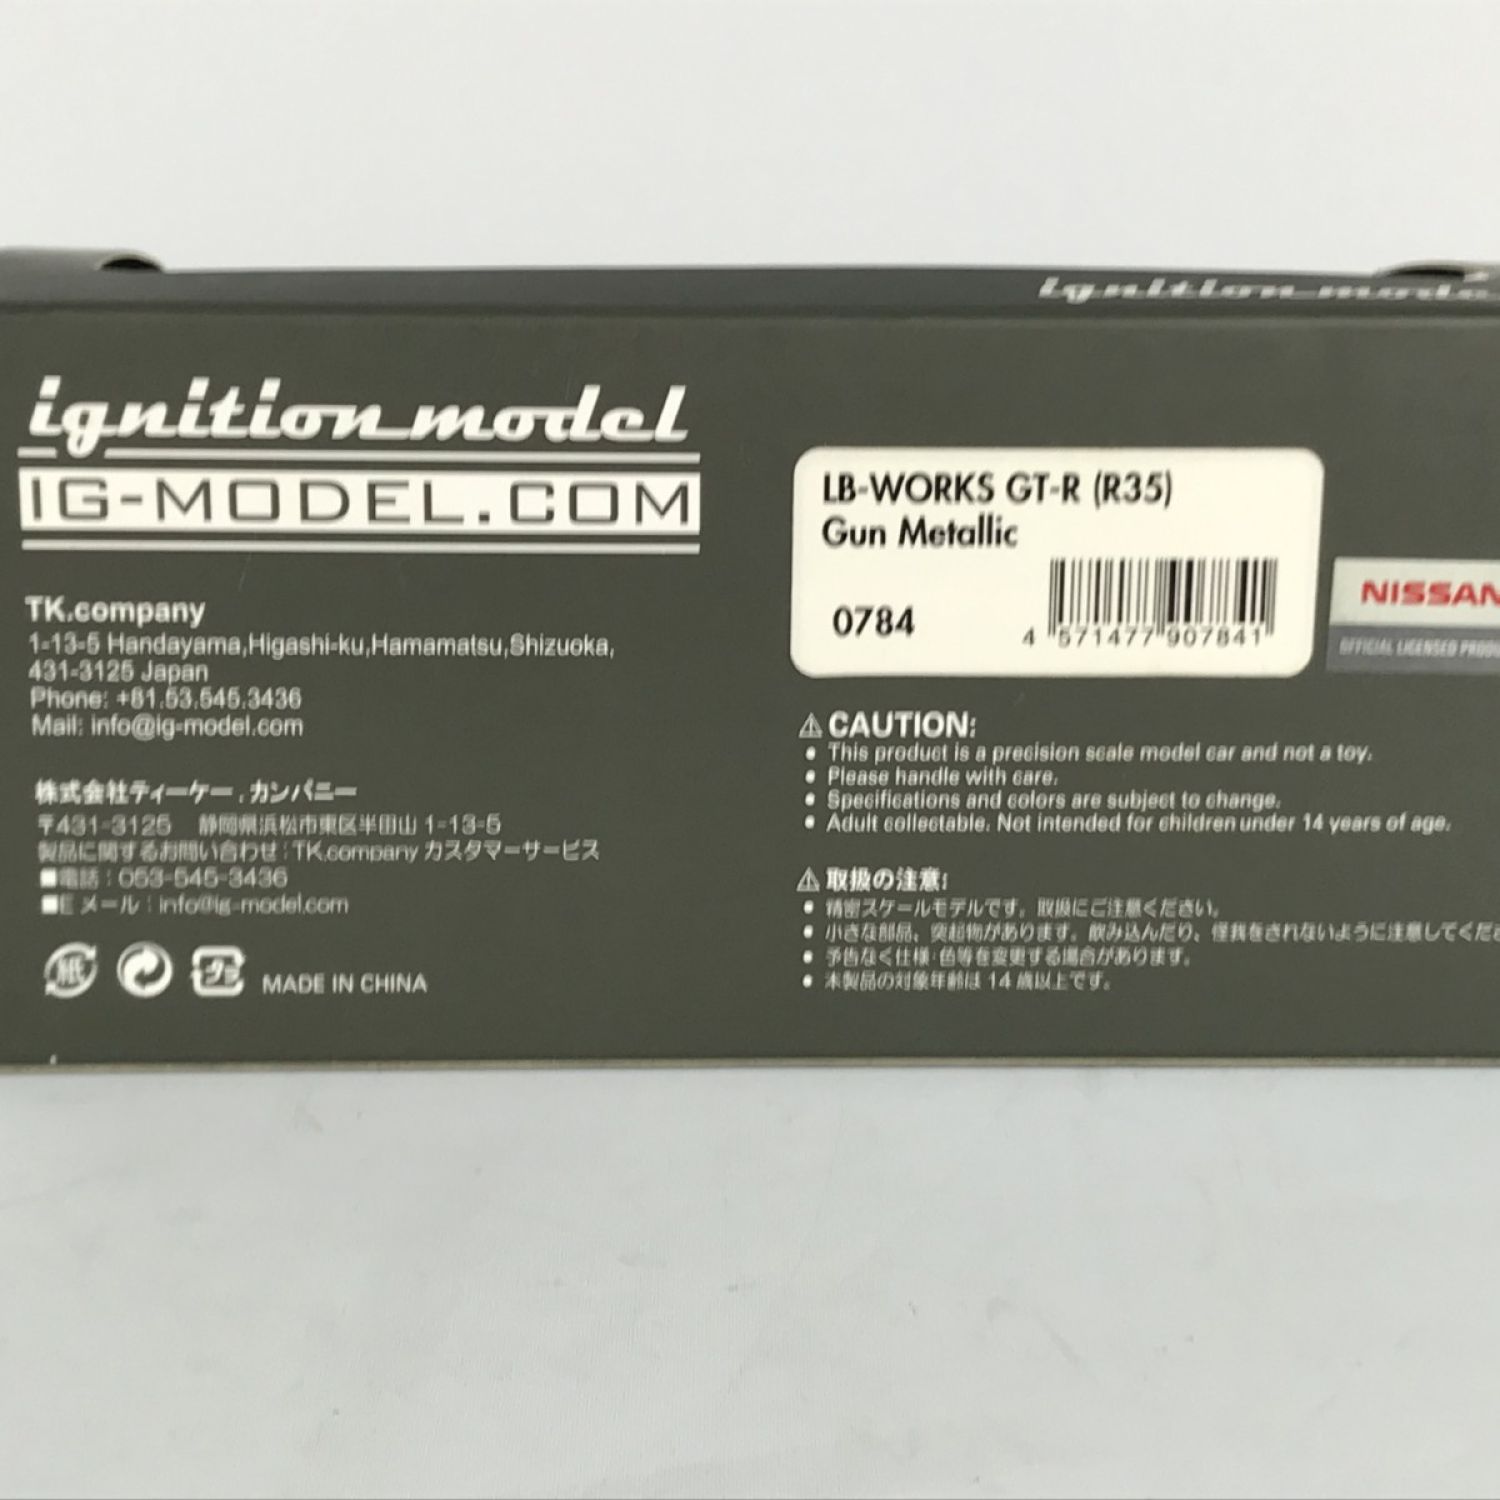 ignition model
ignition model
IG-MODEL.COM
TK.company
1-13-5 Handayama,Higashi-ku,Hamamatsu,Shizuoka,
431-3125 Japan
Phone: +81.53.545.3436
Mail: info@ig-model.com
株式会社ティーケー.カンパニー
〒431-3125 静岡県浜松市東区半田山 1-13-5
製品に関するお問い合わせ:TK.company カスタマーサービス
■電話:053-545-3436
■E メール:info@ig-model.com
紙
プラ
MADE IN CHINA
LB-WORKS GT-R (R35)
Gun Metallic
0784
4 571477 907841
NISSAN
OFFICIAL LICENSED
⚠ CAUTION:
• This product is a precision scale model car and not a toy.
• Please handle with care.
• Specifications and colors are subject to change.
• Adult collectable. Not intended for children under 14 years of age.
⚠ 取扱の注意:
• 精密スケールモデルです。取扱にご注意ください。
• 小さな部品、突起物があります。飲み込んだり、怪我をされないように注意してくだ
• 予告なく仕様・色等を変更する場合があります。
• 本製品の対象年齢は 14 歳以上です。